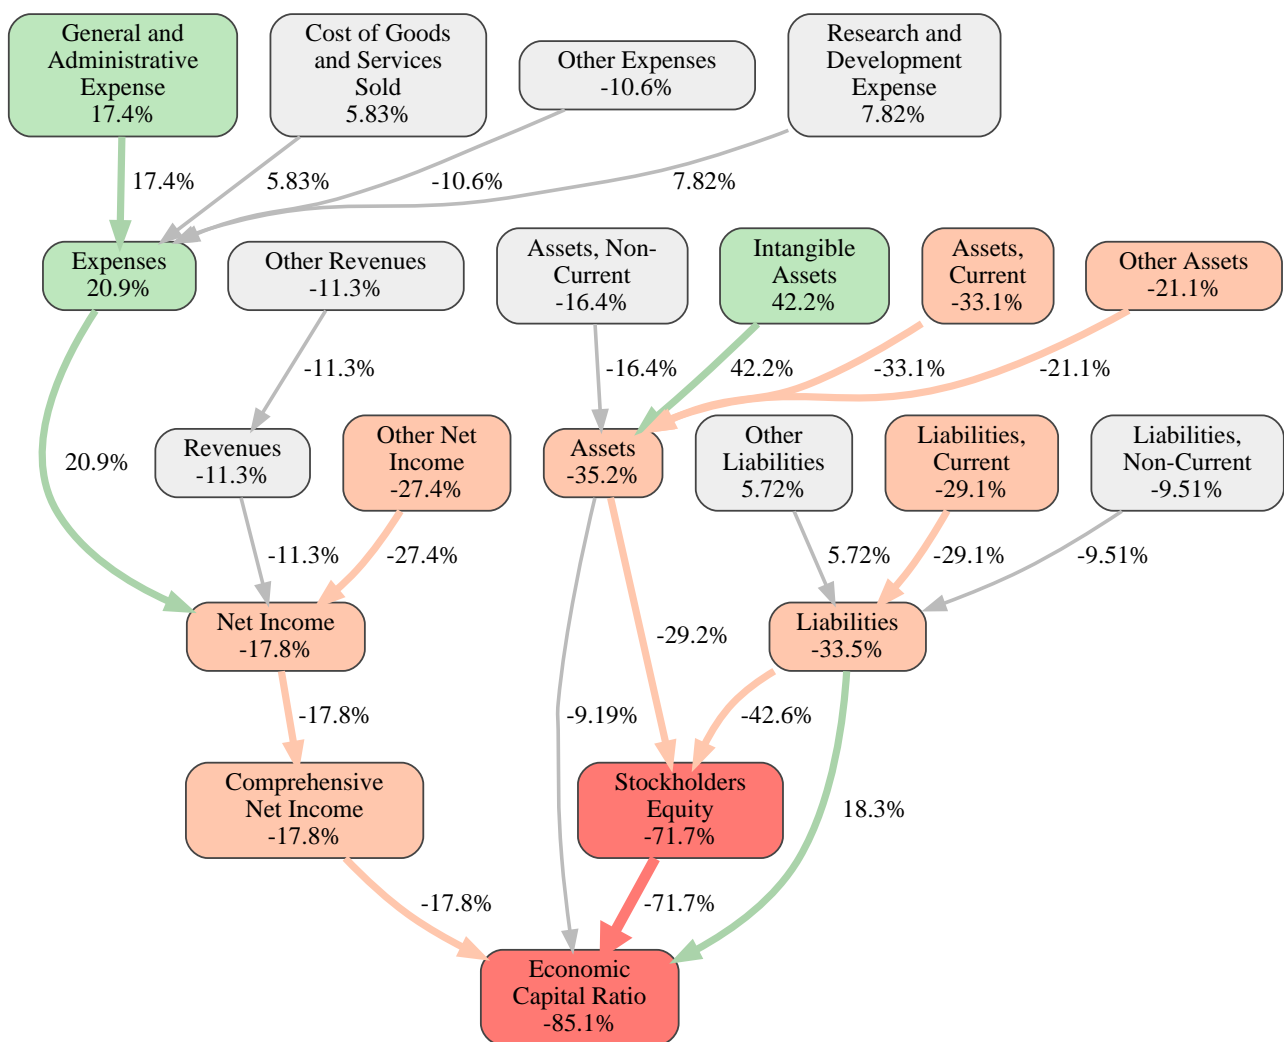 General and
Administrative
Expense
17.4%
Cost of Goods
and Services
Sold
5.83%
Other Expenses
-10.6%
Research and
Development
Expense
7.82%
17.4%
5.83%
-10.6%
7.82%
Expenses
20.9%
Other Revenues
-11.3%
Assets, Non-
Current
-16.4%
Intangible
Assets
42.2%
Assets,
Current
-33.1%
Other Assets
-21.1%
-11.3%
-16.4%
42.2%
-33.1%
-21.1%
20.9%
Revenues
-11.3%
Other Net
Income
-27.4%
Assets
-35.2%
Other
Liabilities
5.72%
Liabilities,
Current
-29.1%
Liabilities,
Non-Current
-9.51%
-11.3%
-27.4%
5.72%
-29.1%
-9.51%
Net Income
-17.8%
-29.2%
Liabilities
-33.5%
-17.8%
-9.19%
-42.6%
Comprehensive
Net Income
-17.8%
Stockholders
Equity
-71.7%
18.3%
-17.8%
-71.7%
Economic
Capital Ratio
-85.1%